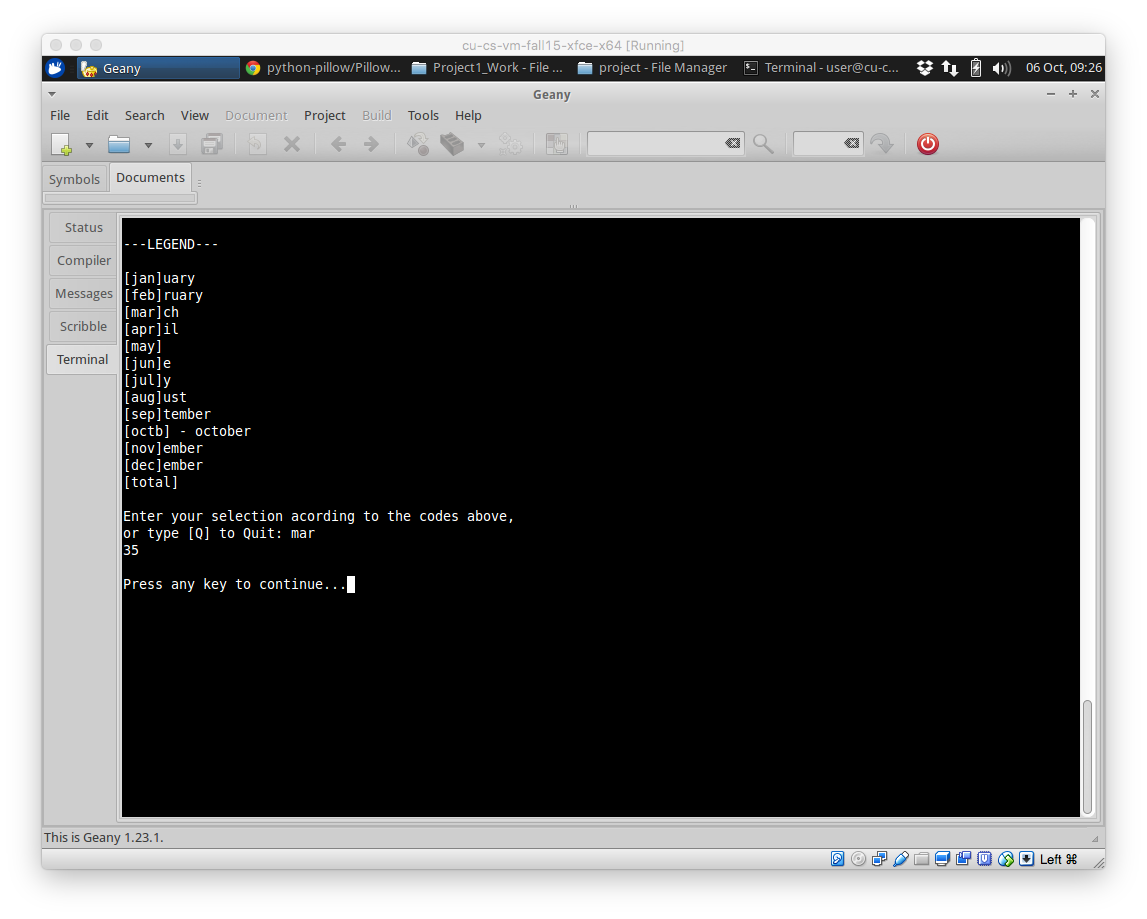 cu-cs-vm-fall15-xfce-x64 [Running]
Geany python-pillow/Pillow... Project1_Work - File ... project - File Manager Terminal - user@cu-c... 06 Oct, 09:26
Geany
File Edit Search View Document Project Build Tools Help
Symbols Documents
Status
Compiler
Messages
Scribble
Terminal
---LEGEND---
[jan]uary
[feb]ruary
[mar]ch
[apr]il
[may]
[jun]e
[jul]y
[aug]ust
[sep]tember
[octb] - october
[nov]ember
[dec]ember
[total]
Enter your selection acording to the codes above,
or type [Q] to Quit: mar
35
Press any key to continue...
This is Geany 1.23.1.
Left ⌘